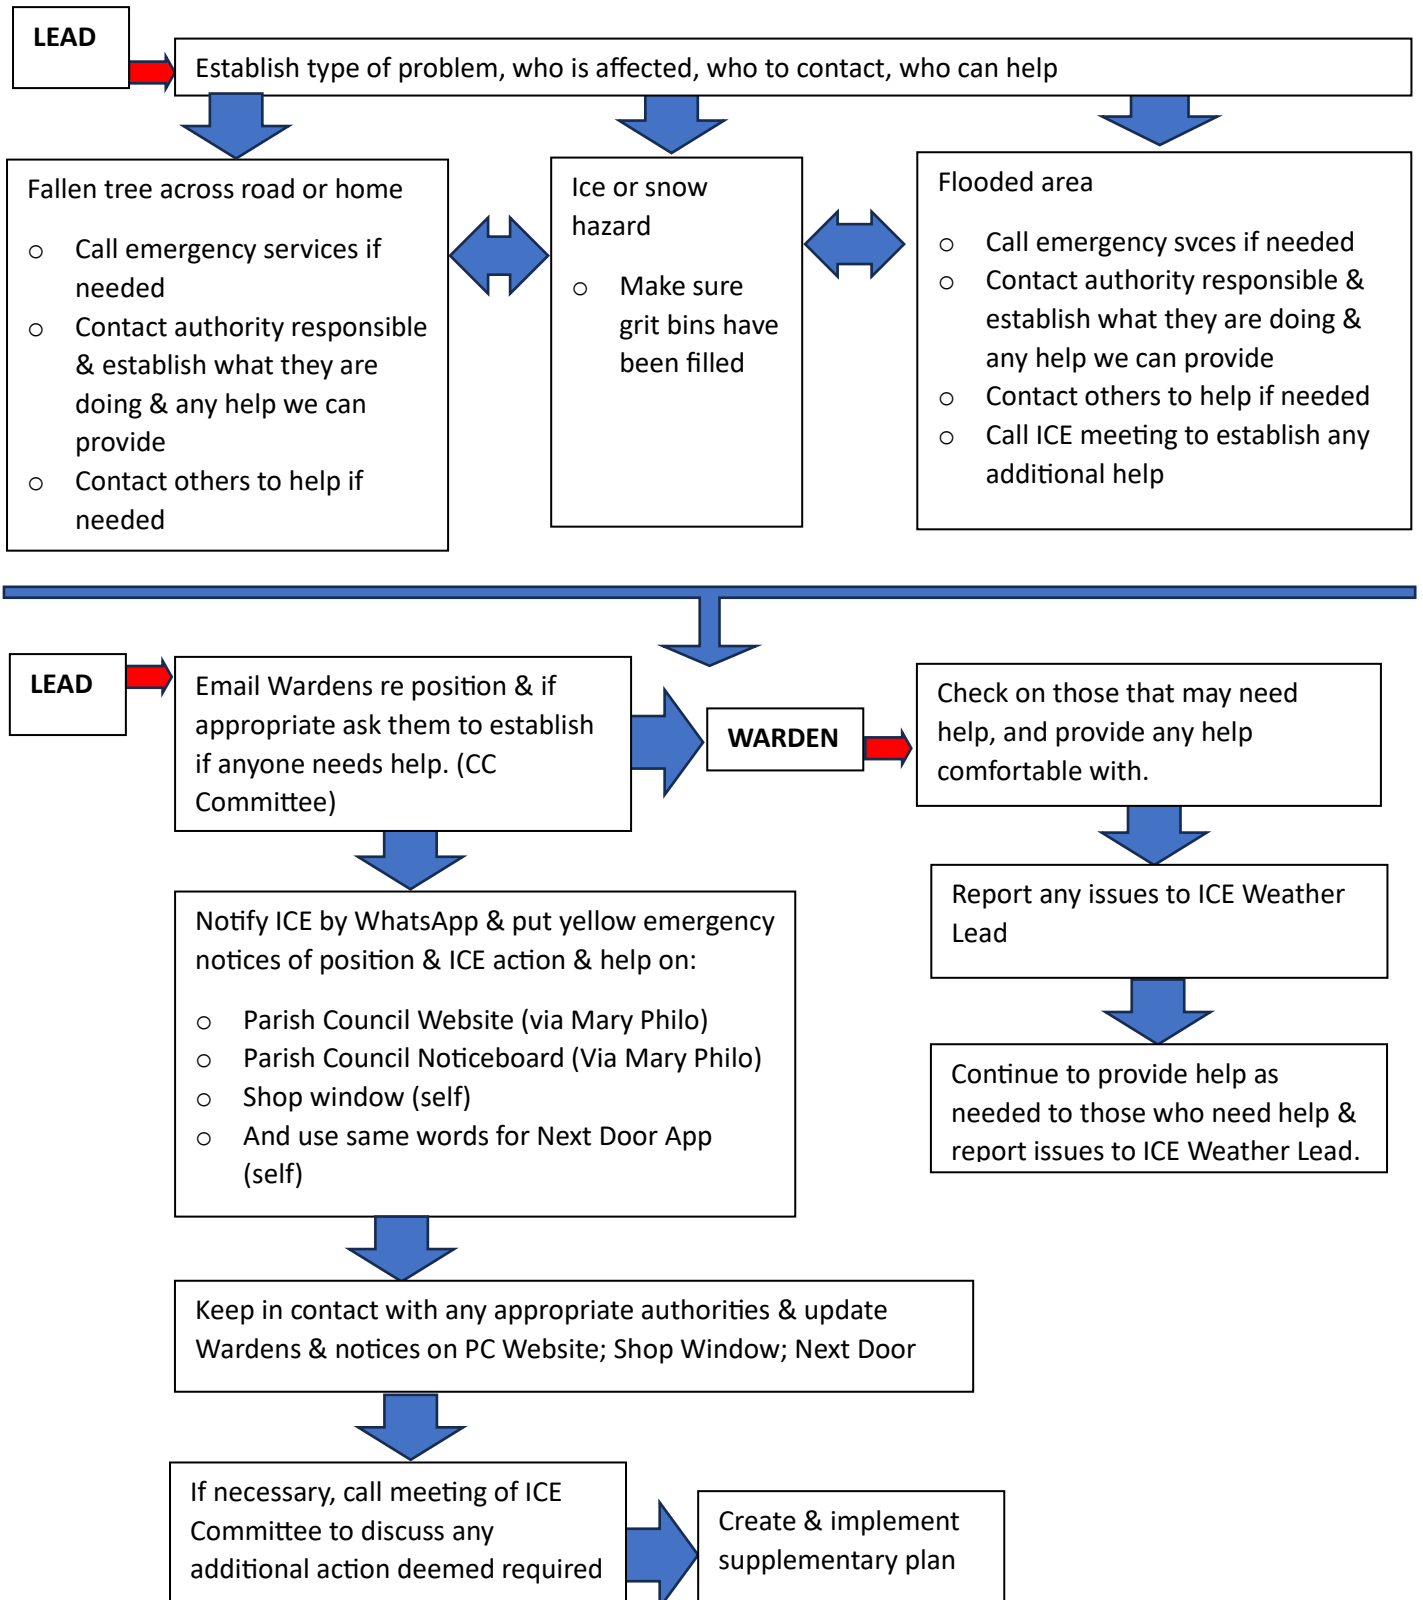 LEAD
Establish type of problem, who is affected, who to contact, who can help
Fallen tree across road or home
o Call emergency services if
needed
o Contact authority responsible
& establish what they are
doing & any help we can
provide
o Contact others to help if
needed
Ice or snow
hazard
o Make sure
grit bins have
been filled
Flooded area
o Call emergency svces if needed
o Contact authority responsible &
establish what they are doing &
any help we can provide
o Contact others to help if needed
o Call ICE meeting to establish any
additional help
LEAD
Email Wardens re position & if
appropriate ask them to establish
if anyone needs help. (CC
Committee)
WARDEN
Check on those that may need
help, and provide any help
comfortable with.
Report any issues to ICE Weather
Lead
Continue to provide help as
needed to those who need help &
report issues to ICE Weather Lead.
Notify ICE by WhatsApp & put yellow emergency
notices of position & ICE action & help on:
o Parish Council Website (via Mary Philo)
o Parish Council Noticeboard (Via Mary Philo)
o Shop window (self)
o And use same words for Next Door App
(self)
Keep in contact with any appropriate authorities & update
Wardens & notices on PC Website; Shop Window; Next Door
If necessary, call meeting of ICE
Committee to discuss any
additional action deemed required
Create & implement
supplementary plan